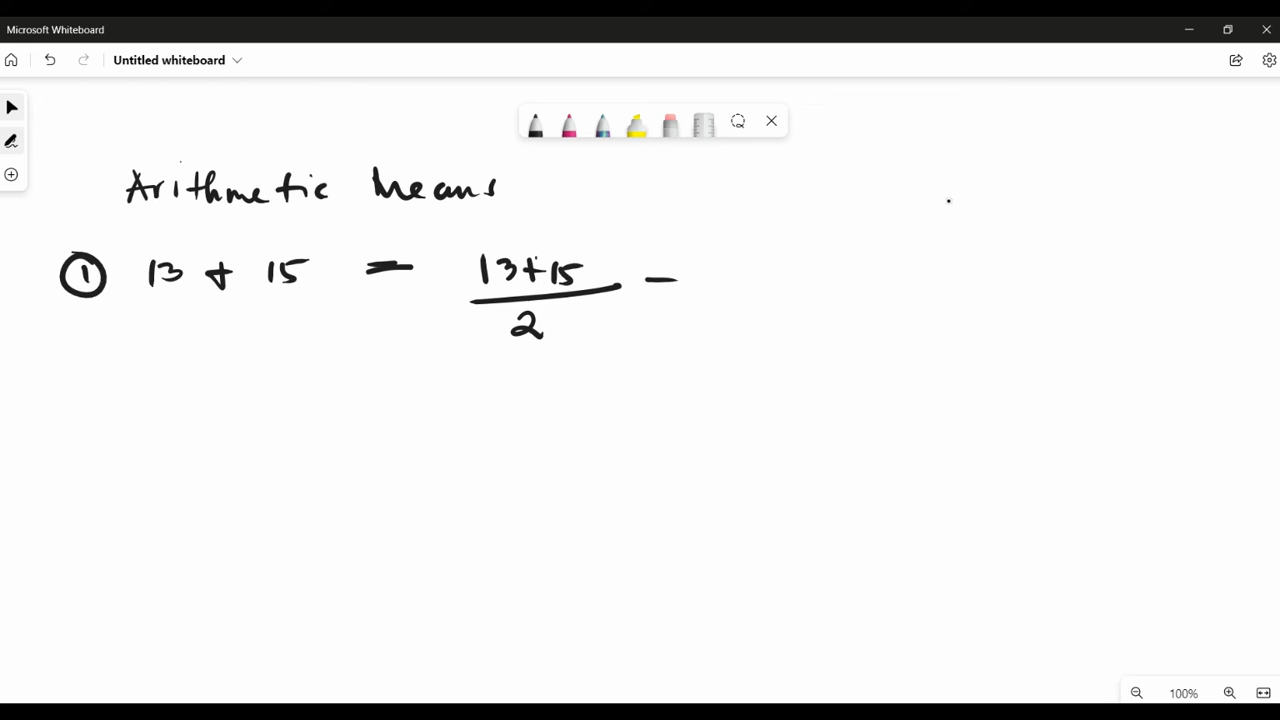 Microsoft Whiteboard
Untitled whiteboard
Arithmetic Means
① 13 + 15 = 13+15 —
2
100%